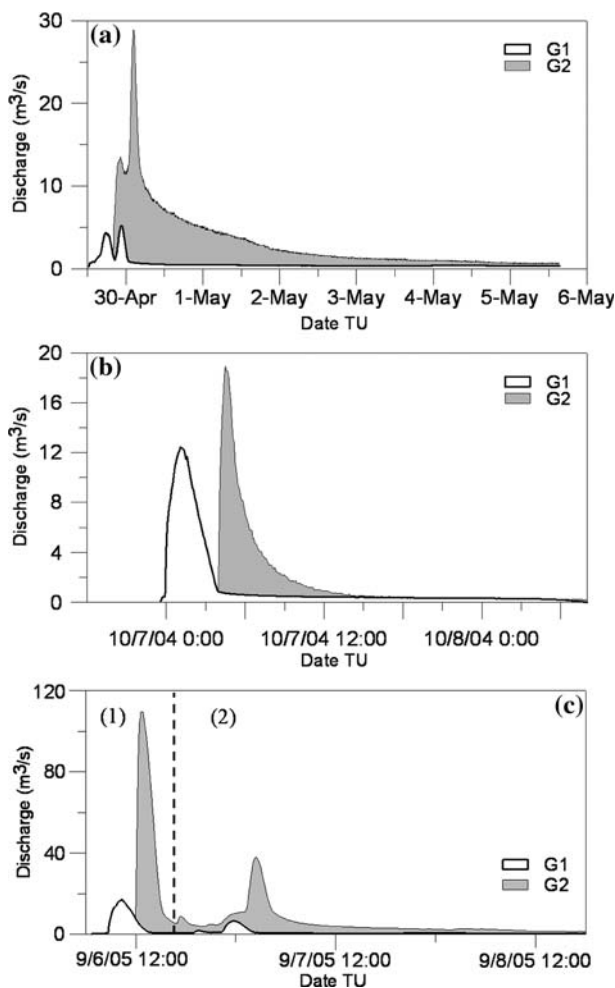 (a)
G1
G2
Discharge (m³/s)
30
20
10
0
30-Apr 1-May 2-May 3-May 4-May 5-May 6-May
Date TU
(b)
G1
G2
Discharge (m³/s)
20
16
12
8
4
0
10/7/04 0:00 10/7/04 12:00 10/8/04 0:00
Date TU
(1) (2) (c)
G1
G2
Discharge (m³/s)
120
80
40
0
9/6/05 12:00 9/7/05 12:00 9/8/05 12:00
Date TU